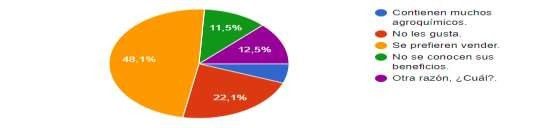 11,5%
12,5%
48,1%
22,1%
Contienen muchos
agroquímicos.
No les gusta.
Se prefieren vender.
No se conocen sus
beneficios.
Otra razón, ¿Cuál?.